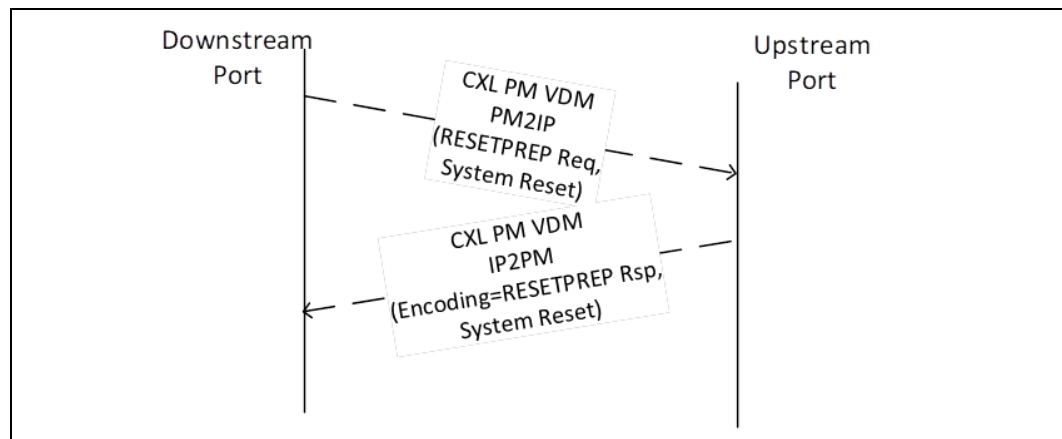 Downstream
Port
Upstream
Port
CXL PM VDM
PM2IP
(RESETPREP Req,
System Reset)
CXL PM VDM
IP2PM
(Encoding=RESETPREP Rsp,
System Reset)